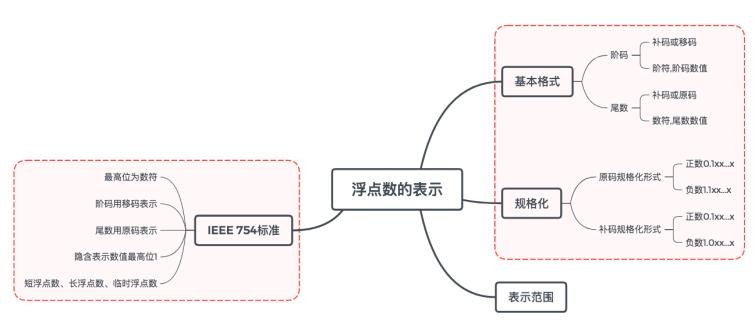 浮点数的表示
基本格式
阶码
补码或移码
阶符,阶码数值
尾数
补码或原码
数符,尾数数值
规格化
原码规格化形式
正数0.1xx...x
负数1.1xx...x
补码规格化形式
正数0.1xx...x
负数1.0xx...x
表示范围
IEEE 754标准
最高位为数符
阶码用移码表示
尾数用原码表示
隐含表示数值最高位1
短浮点数、长浮点数、临时浮点数